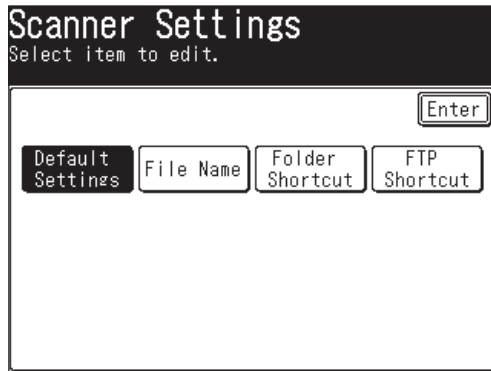 Scanner Settings
Select item to edit.
Enter
Default Settings
File Name
Folder Shortcut
FTP Shortcut